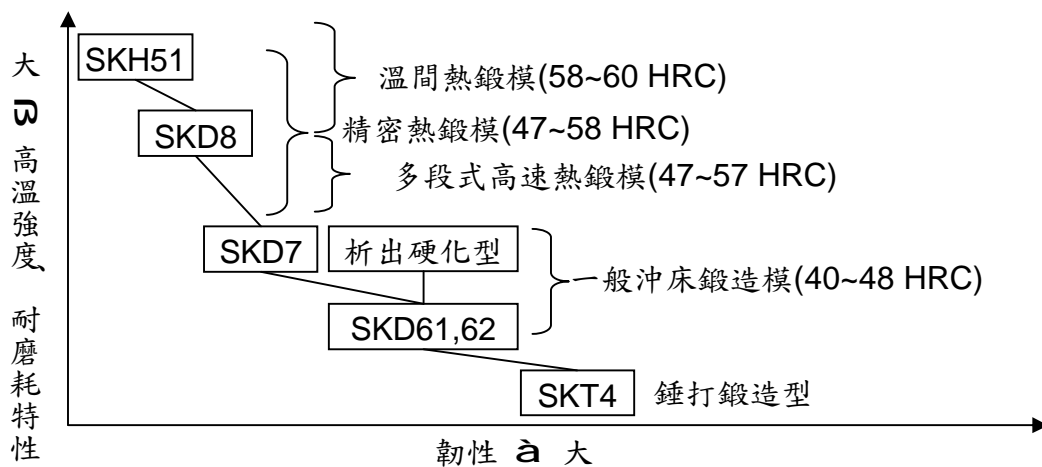 大 ß 高溫強度、 耐磨耗特性
SKH51
溫間熱鍛模(58~60 HRC)
SKD8
精密熱鍛模(47~58 HRC)
多段式高速熱鍛模(47~57 HRC)
SKD7
析出硬化型
一般沖床鍛造模(40~48 HRC)
SKD61,62
SKT4
錘打鍛造型
韌性 à 大